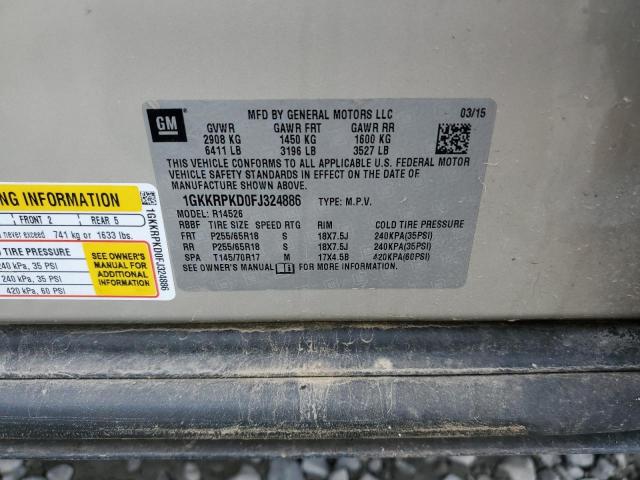 GM
MFD BY GENERAL MOTORS LLC 03/15
GVWR GAWR FRT GAWR RR
2908 KG 1450 KG 1600 KG
6411 LB 3196 LB 3527 LB
THIS VEHICLE CONFORMS TO ALL APPLICABLE U.S. FEDERAL MOTOR
VEHICLE SAFETY STANDARDS IN EFFECT ON THE DATE OF
MANUFACTURE SHOWN ABOVE.
1GKKRPKD0FJ324886 TYPE: M.P.V.
MODEL: R14526
RBBF TIRE SIZE SPEED RTG RIM COLD TIRE PRESSURE
FRT P255/65R18 S 18X7.5J 240KPA(35PSI)
RR P255/65R18 S 18X7.5J 240KPA(35PSI)
SPA T145/70R17 M 17X4.5B 420KPA(60PSI)
SEE OWNER'S MANUAL FOR MORE INFORMATION.
NG INFORMATION
FRONT 2 REAR 5
never exceed 741 kg or 1633 lbs.
TIRE PRESSURE
240 KPA, 35 PSI
240 KPA, 35 PSI
420 KPA, 60 PSI
SEE OWNER'S
MANUAL FOR
ADDITIONAL
INFORMATION
1GKKRPKD0FJ324886